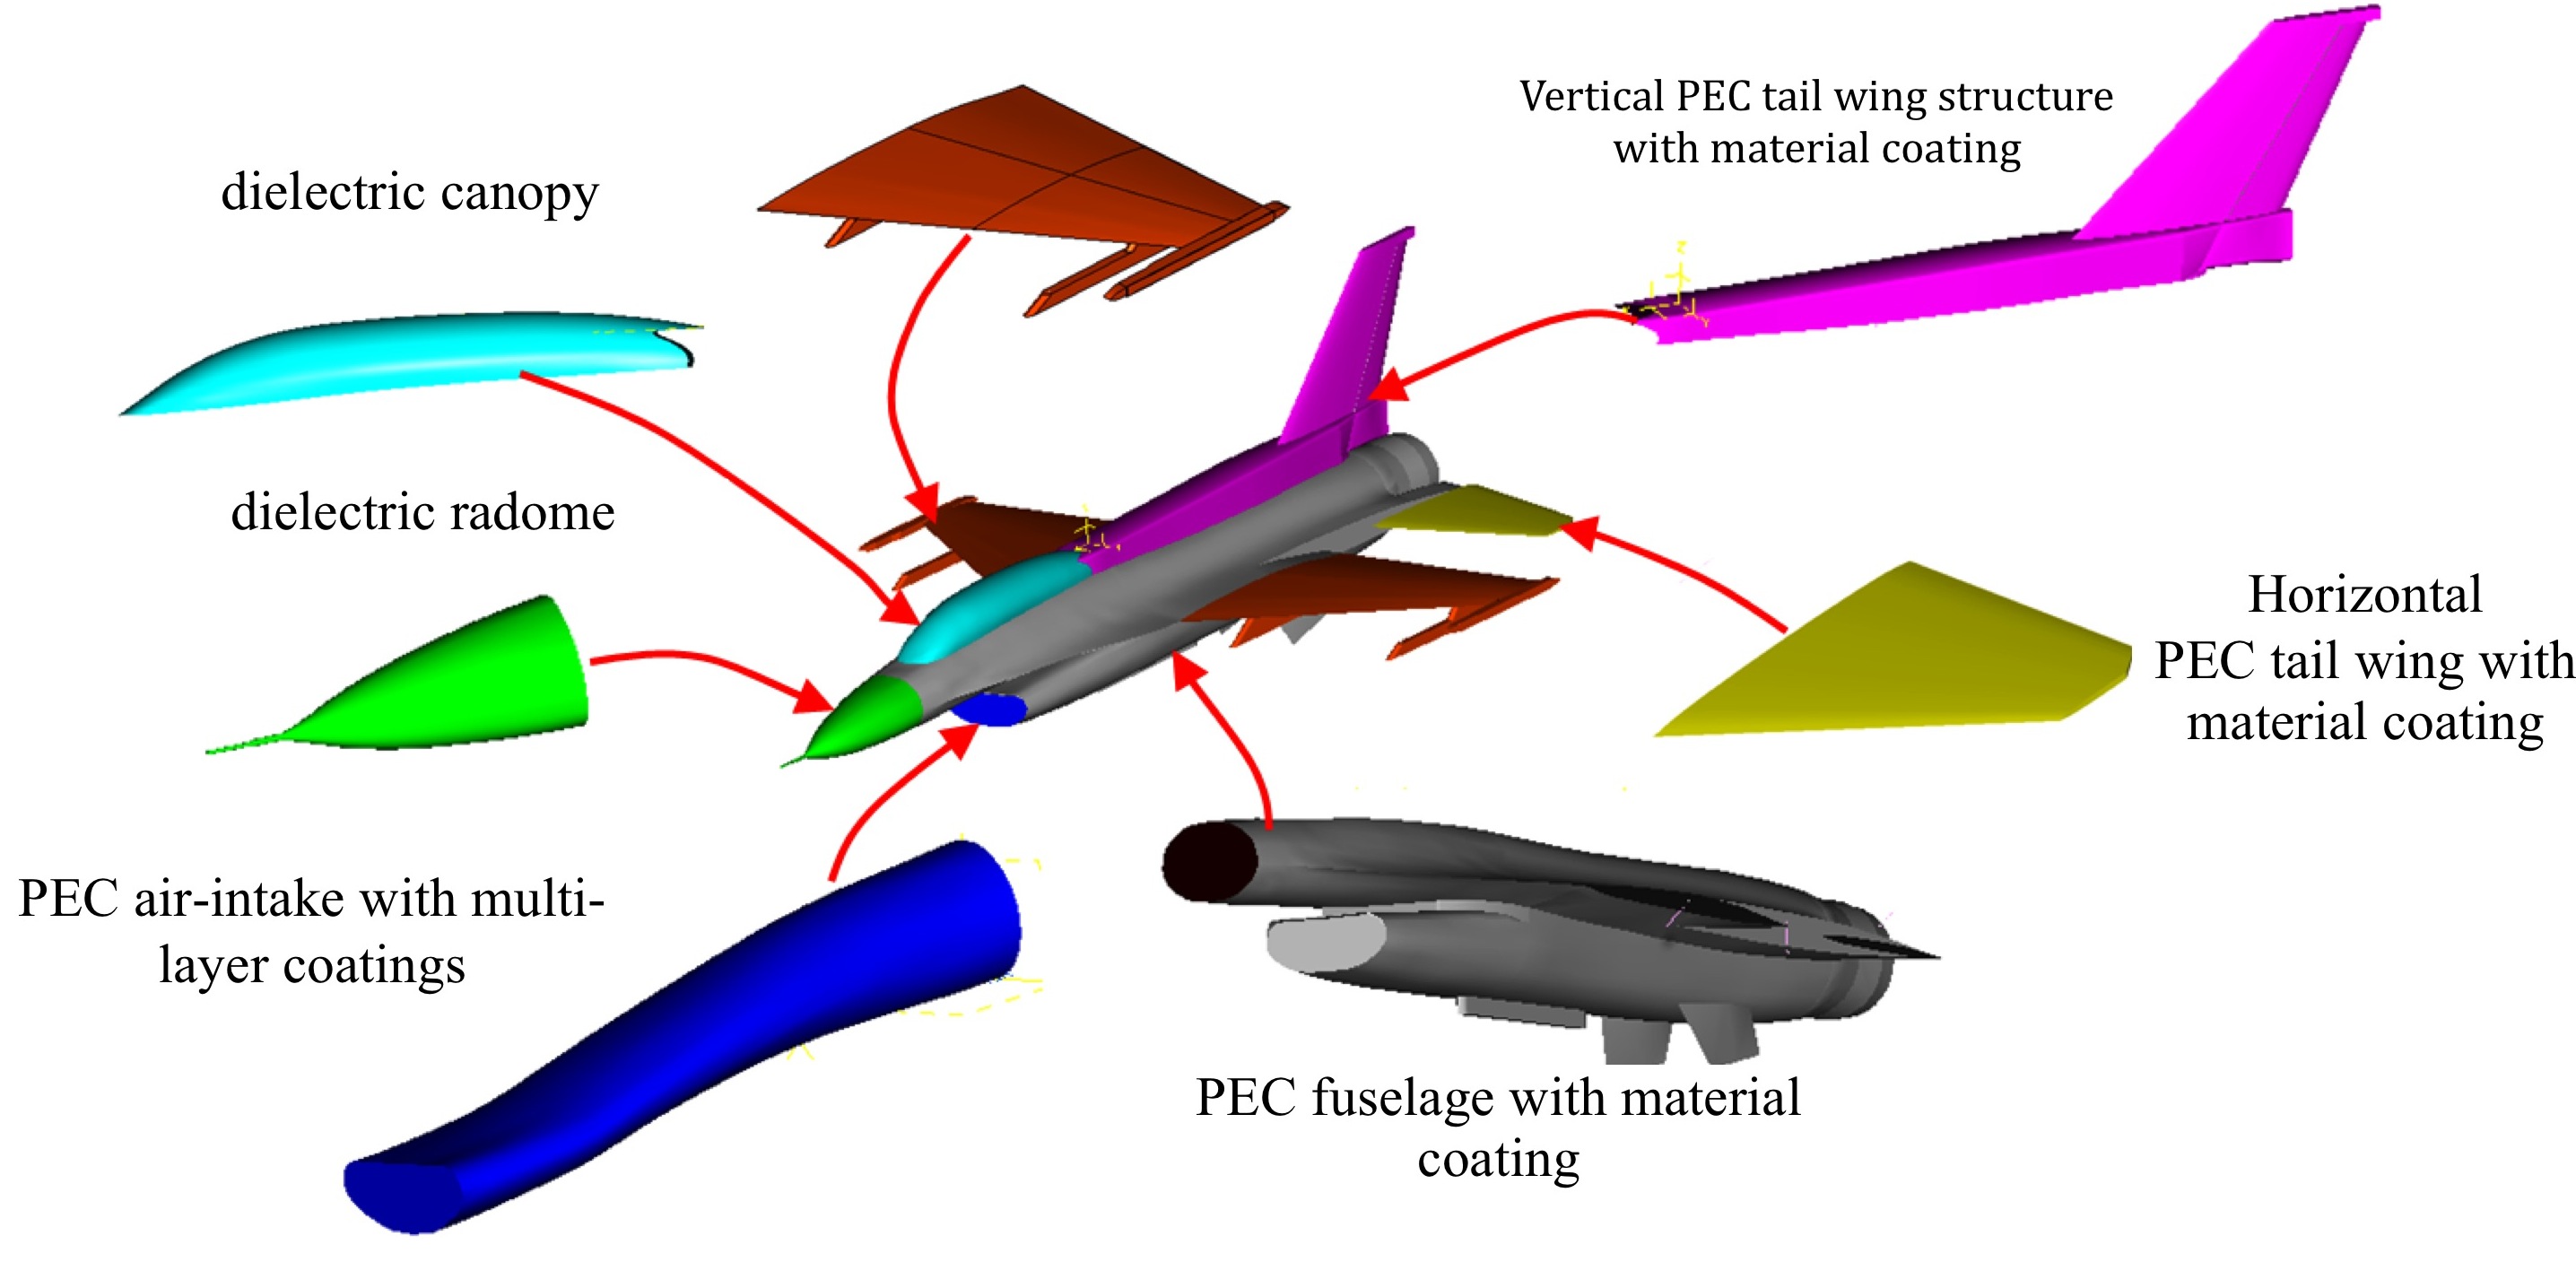 Vertical PEC tail wing structure
with material coating
dielectric canopy
dielectric radome
Horizontal
PEC tail wing with
material coating
PEC air-intake with multi-
layer coatings
PEC fuselage with material
coating